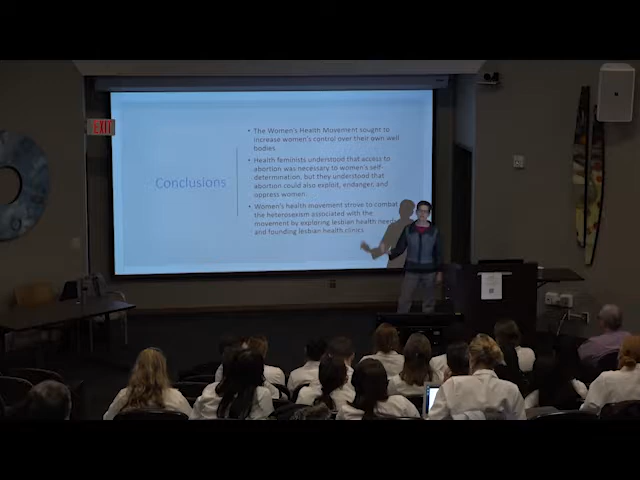 EXIT
Conclusions
• The Women's Health Movement sought to
increase women's control over their own well
bodies.
• Health feminists understood that access to
abortion was necessary to women's self-
determination, but they understood that
abortion could also exploit, endanger, and
oppress women.
• Women's health movement strove to combat
the heterosexism associated with the
movement by exploring lesbian health needs
and founding lesbian health clinics